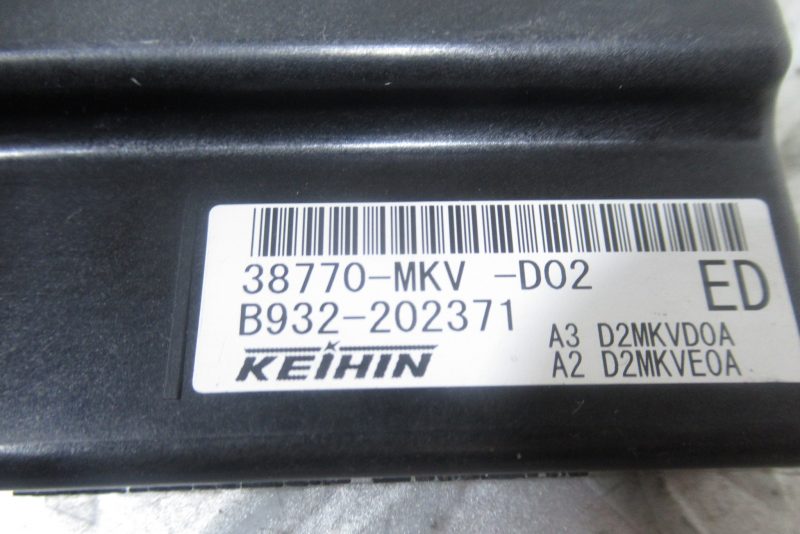 38770-MKV -D02
ED
B932-202371
A3 D2MKVD0A
KEIHIN
A2 D2MKVE0A